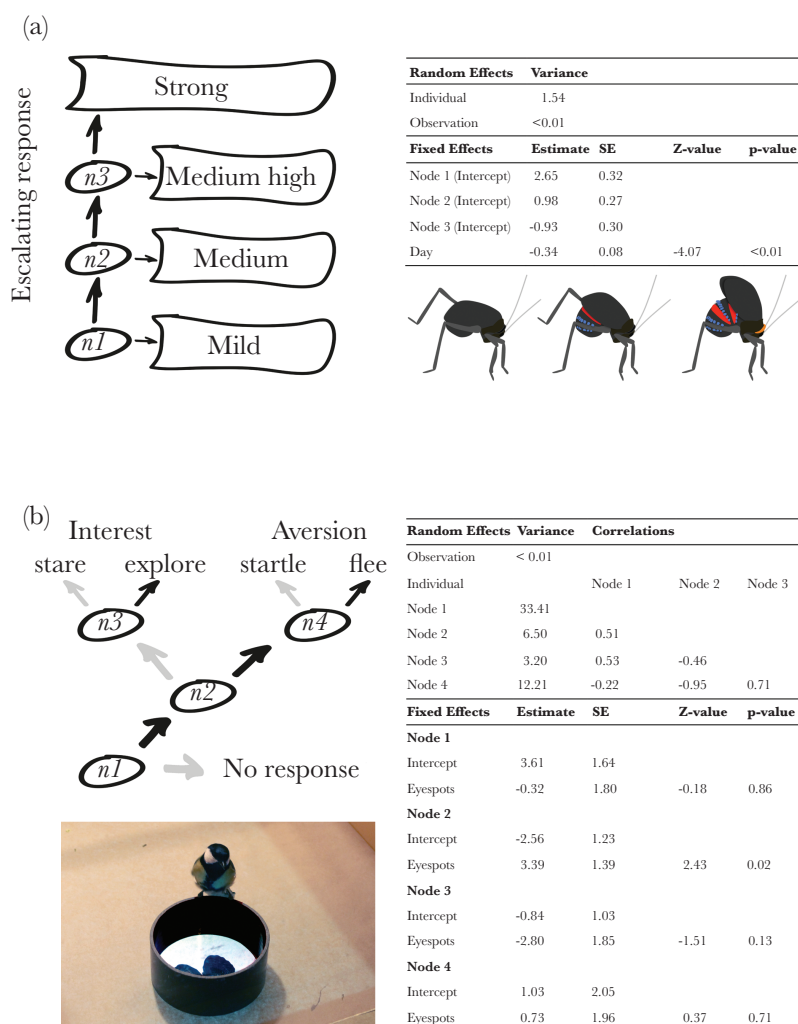 (a)
Escalating response
Strong
n3
Medium high
n2
Medium
n1
Mild
Random Effects Variance
Individual 1.54
Observation <0.01
Fixed Effects Estimate SE Z-value p-value
Node 1 (Intercept) 2.65 0.32
Node 2 (Intercept) 0.98 0.27
Node 3 (Intercept) -0.93 0.30
Day -0.34 0.08 -4.07 <0.01
(b)
Interest Aversion
stare explore startle flee
n3 n4
n2
n1 No response
Random Effects Variance Correlations
Observation < 0.01
Individual Node 1 Node 2 Node 3
Node 1 33.41
Node 2 6.50 0.51
Node 3 3.20 0.53 -0.46
Node 4 12.21 -0.22 -0.95 0.71
Fixed Effects Estimate SE Z-value p-value
Node 1
Intercept 3.61 1.64
Eyespots -0.32 1.80 -0.18 0.86
Node 2
Intercept -2.56 1.23
Eyespots 3.39 1.39 2.43 0.02
Node 3
Intercept -0.84 1.03
Eyespots -2.80 1.85 -1.51 0.13
Node 4
Intercept 1.03 2.05
Eyespots 0.73 1.96 0.37 0.71